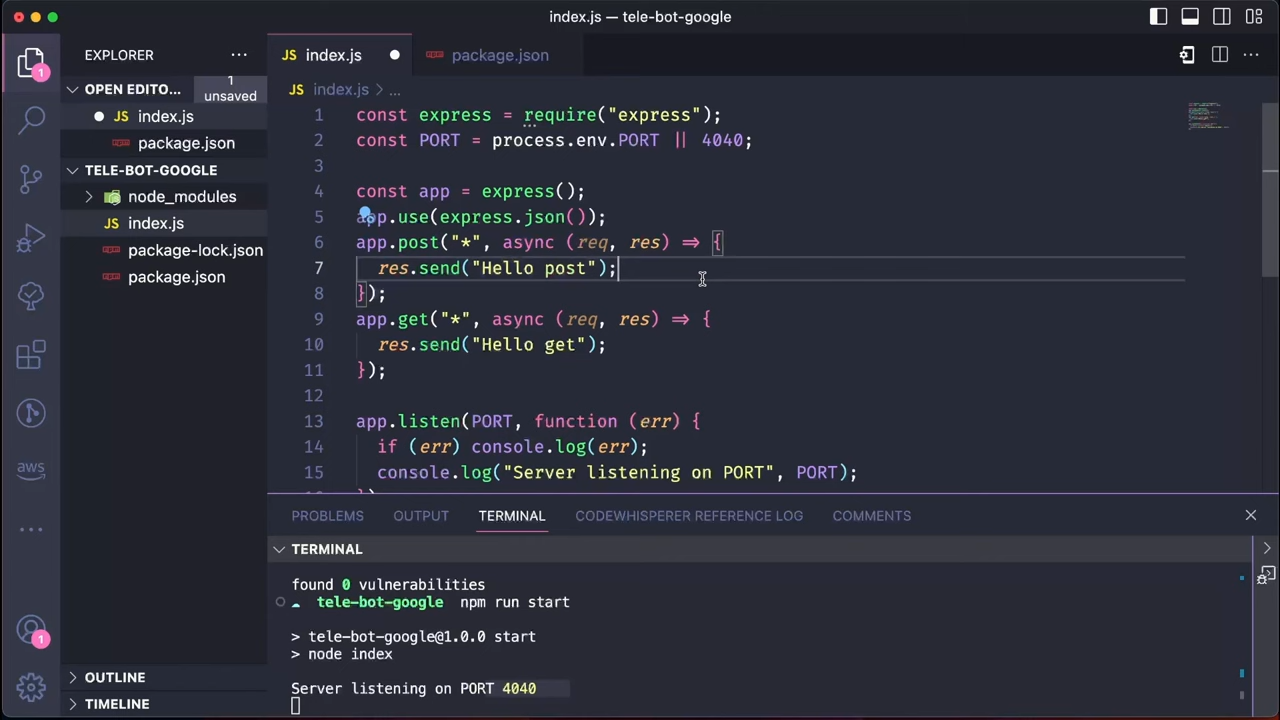 index.js — tele-bot-google
EXPLORER ...
JS index.js
package.json
OPEN EDITO... 1 unsaved
JS index.js
package.json
TELE-BOT-GOOGLE
node_modules
JS index.js
package-lock.json
package.json
OUTLINE
TIMELINE
1
aws
1
JS index.js > ...
1 const express = require("express");
2 const PORT = process.env.PORT || 4040;
3
4 const app = express();
5 app.use(express.json());
6 app.post("*", async (req, res) => {
7 res.send("Hello post");
8 });
9 app.get("*", async (req, res) => {
10 res.send("Hello get");
11 });
12
13 app.listen(PORT, function (err) {
14 if (err) console.log(err);
15 console.log("Server listening on PORT", PORT);
PROBLEMS OUTPUT TERMINAL CODEWHISPERER REFERENCE LOG COMMENTS
TERMINAL
found 0 vulnerabilities
tele-bot-google npm run start
> tele-bot-google@1.0.0 start
> node index
Server listening on PORT 4040